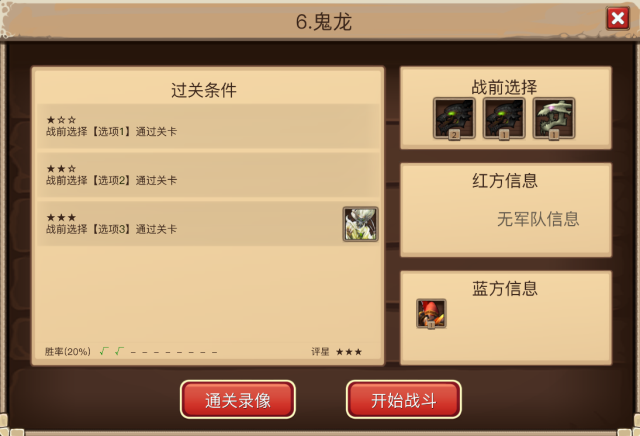 6.鬼龙
过关条件
★☆☆
战前选择【选项1】通过关卡
★★☆
战前选择【选项2】通过关卡
★★★
战前选择【选项3】通过关卡
胜率(20%) √ √ - - - - - - - -
评星 ★★★
战前选择
2
1
1
红方信息
无军队信息
蓝方信息
1
通关录像
开始战斗